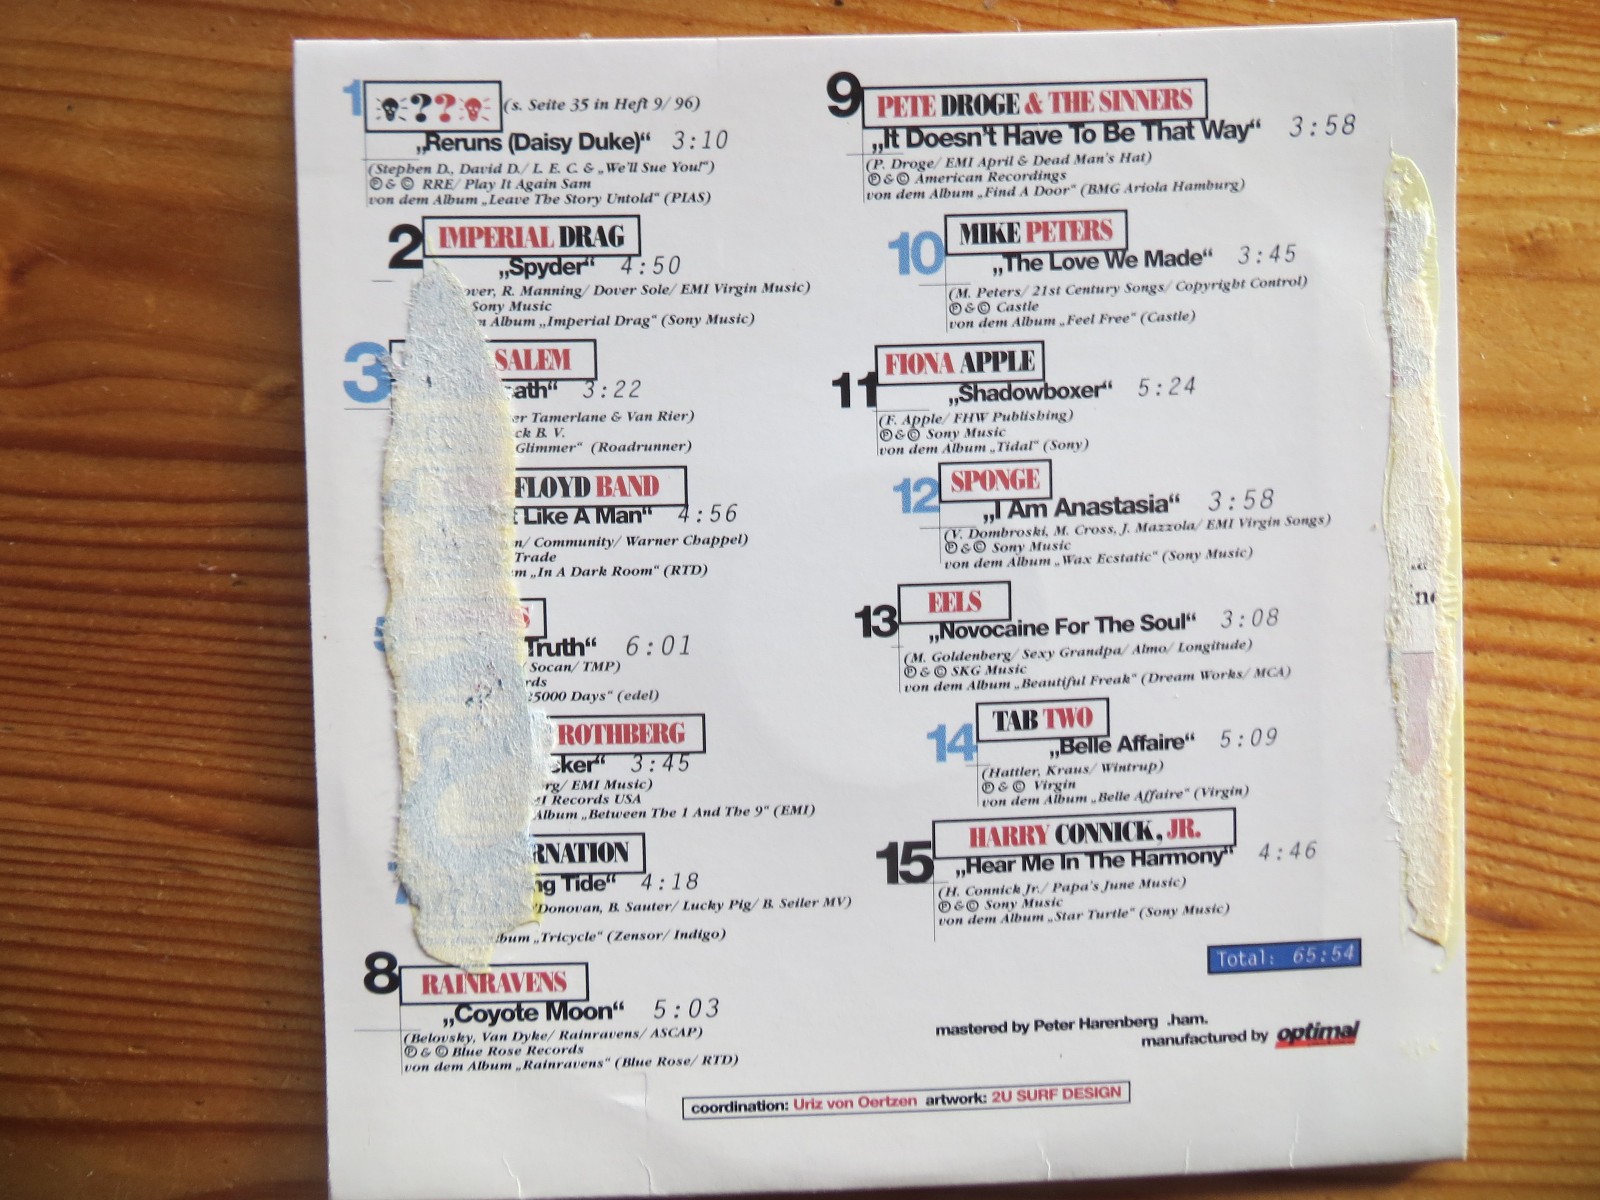 1 ??
(s. Seite 35 in Heft 9/96)
„Reruns (Daisy Duke)“ 3:10
(Stephen D., David D./ L. E. C. & „We'll Sue You!“)
℗ & © RRE/ Play It Again Sam
von dem Album „Leave The Story Untold“ (PIAS)
2 IMPERIAL DRAG
„Spyder“ 4:50
over, R. Manning/ Dover Sole/ EMI Virgin Music)
Sony Music
Album „Imperial Drag“ (Sony Music)
3 SALEM
ath“ 3:22
er Tamerlane & Van Rier)
ck B. V.
Glimmer“ (Roadrunner)
FLOYD BAND
Like A Man“ 4:56
n/ Community/ Warner Chappel)
Trade
m „In A Dark Room“ (RTD)
5 S
Truth“ 6:01
/ Socan/ TMP)
rds
25000 Days“ (edel)
ROTHBERG
cker“ 3:45
rg/ EMI Music)
I Records USA
Album „Between The 1 And The 9“ (EMI)
7 RNATION
ng Tide“ 4:18
'Donovan, B. Sauter/ Lucky Pig/ B. Seiler MV)
bum „Tricycle“ (Zensor/ Indigo)
8 RAINRAVENS
„Coyote Moon“ 5:03
(Belovsky, Van Dyke/ Rainravens/ ASCAP)
℗ & © Blue Rose Records
von dem Album „Rainravens“ (Blue Rose/ RTD)
9 PETE DROGE & THE SINNERS
„It Doesn't Have To Be That Way“ 3:58
(P. Droge/ EMI April & Dead Man's Hat)
℗ & © American Recordings
von dem Album „Find A Door“ (BMG Ariola Hamburg)
10 MIKE PETERS
„The Love We Made“ 3:45
(M. Peters/ 21st Century Songs/ Copyright Control)
℗ & © Castle
von dem Album „Feel Free“ (Castle)
11 FIONA APPLE
„Shadowboxer“ 5:24
(F. Apple/ FHW Publishing)
℗ & © Sony Music
von dem Album „Tidal“ (Sony)
12 SPONGE
„I Am Anastasia“ 3:58
(V. Dombroski, M. Cross, J. Mazzola/ EMI Virgin Songs)
℗ & © Sony Music
von dem Album „Wax Ecstatic“ (Sony Music)
13 EELS
„Novocaine For The Soul“ 3:08
(M. Goldenberg/ Sexy Grandpa/ Almo/ Longitude)
℗ & © SKG Music
von dem Album „Beautiful Freak“ (Dream Works/ MCA)
14 TAB TWO
„Belle Affaire“ 5:09
(Hattler, Kraus/ Wintrup)
℗ & © Virgin
von dem Album „Belle Affaire“ (Virgin)
15 HARRY CONNICK, JR.
„Hear Me In The Harmony“ 4:46
(H. Connick Jr./ Papa's June Music)
℗ & © Sony Music
von dem Album „Star Turtle“ (Sony Music)
Total: 65:54
mastered by Peter Harenberg .ham.
manufactured by optimal
coordination: Uriz von Oertzen artwork: 2U SURF DESIGN